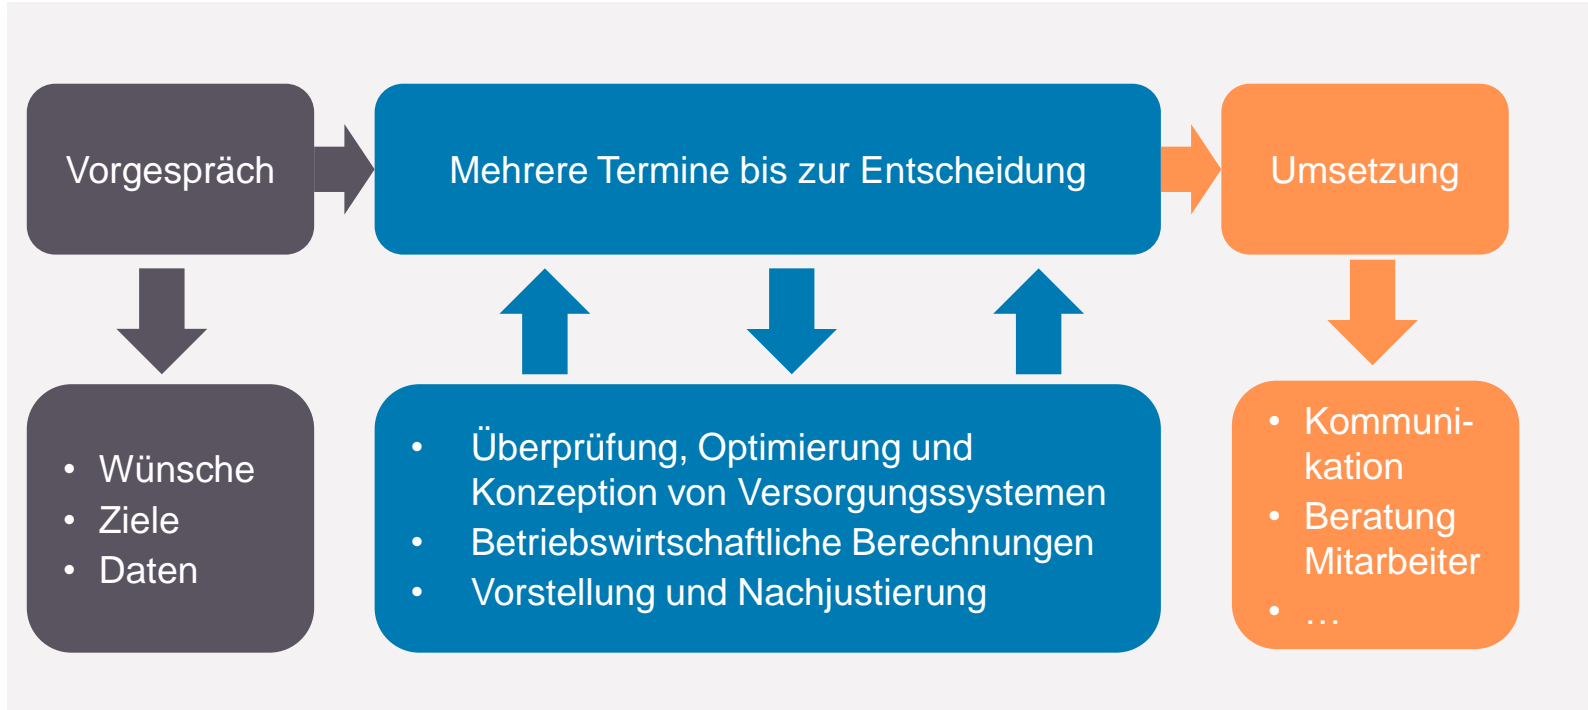 Vorgespräch
Mehrere Termine bis zur Entscheidung
Umsetzung
• Wünsche
• Ziele
• Daten
• Überprüfung, Optimierung und
Konzeption von Versorgungssystemen
• Betriebswirtschaftliche Berechnungen
• Vorstellung und Nachjustierung
• Kommuni-
kation
• Beratung
Mitarbeiter
• …